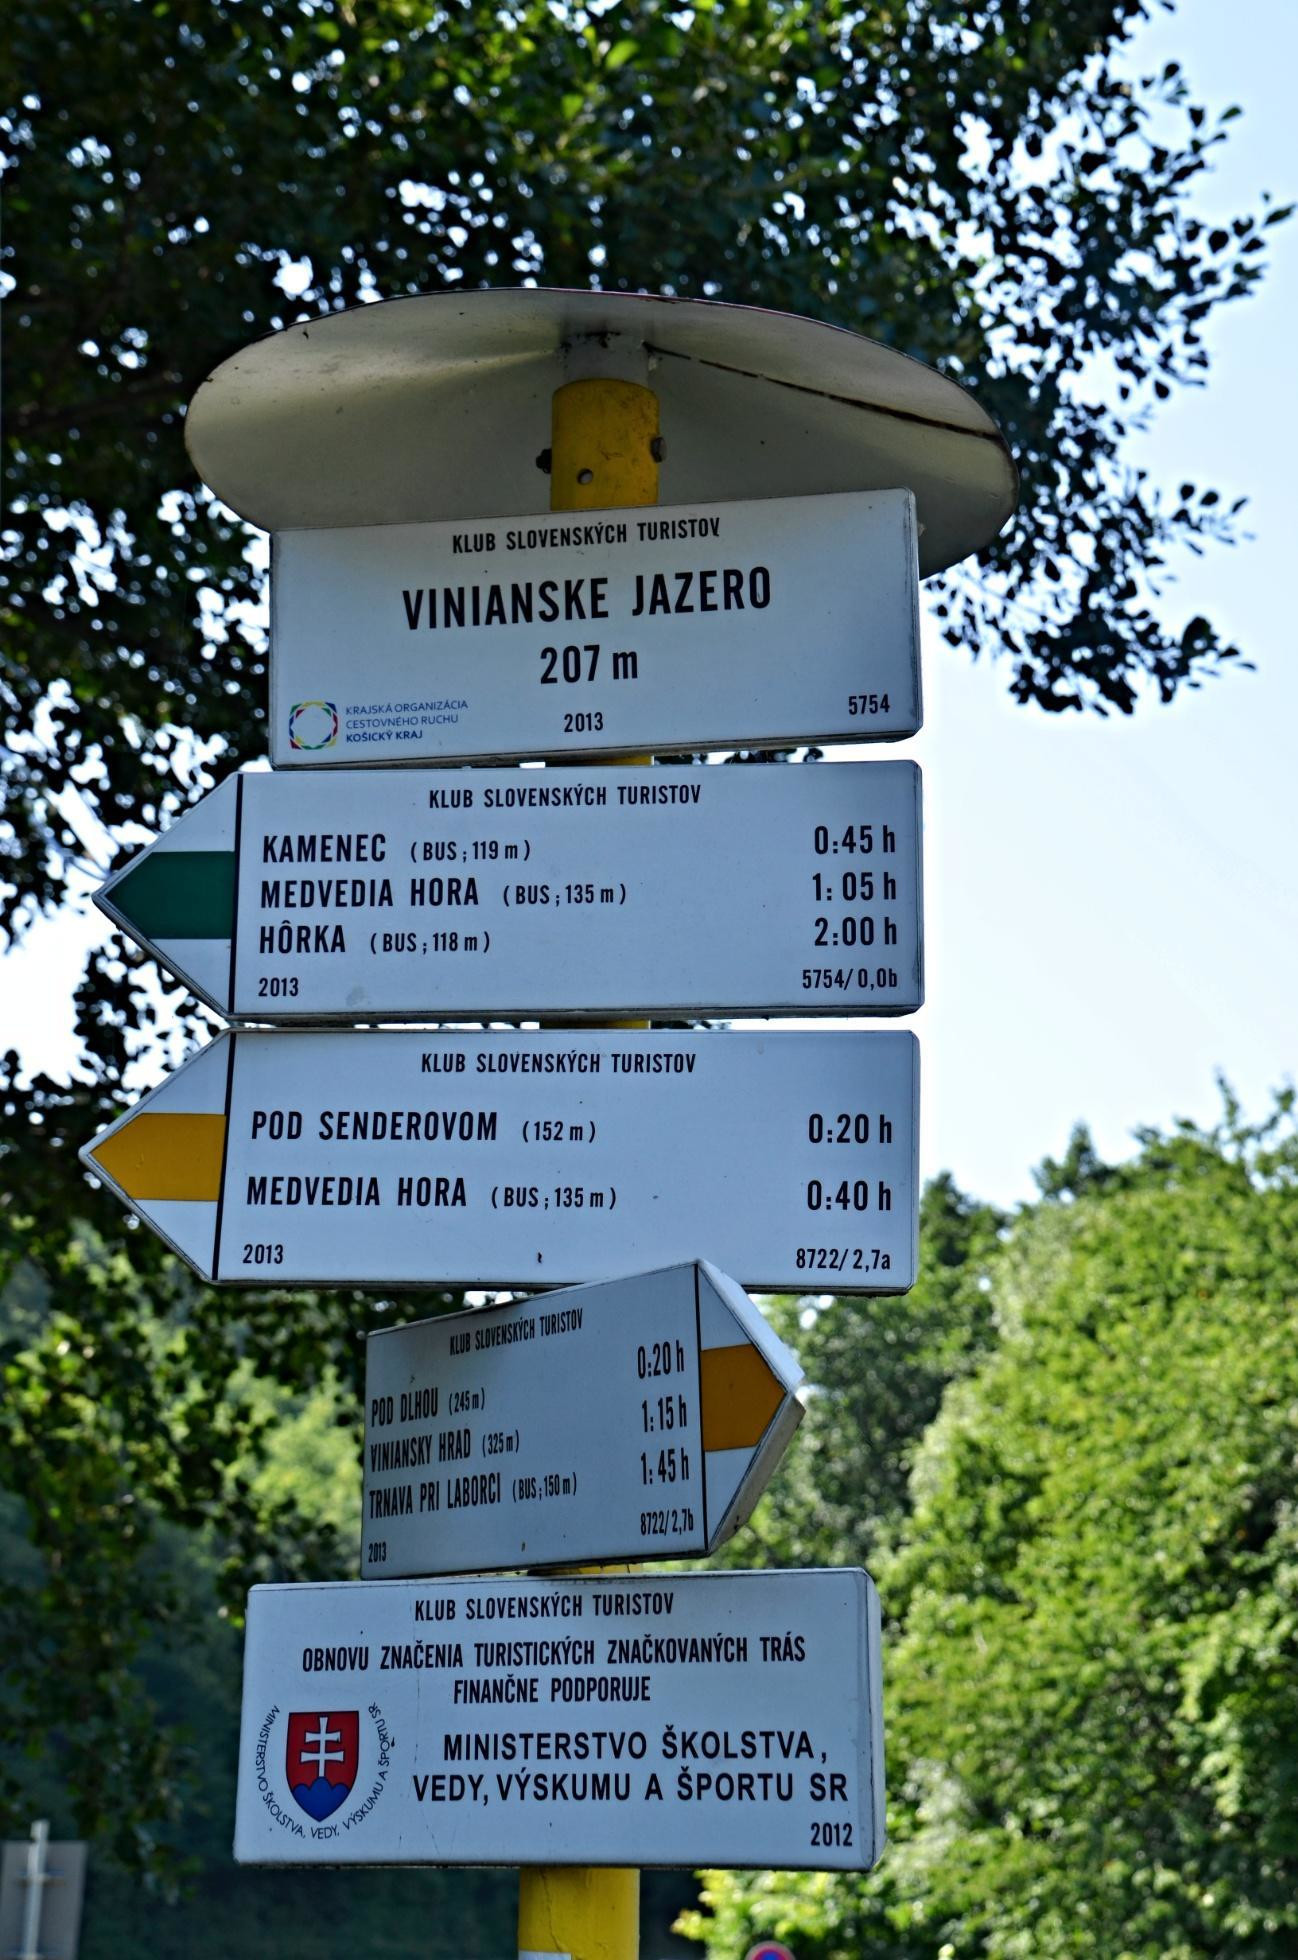 KLUB SLOVENSKÝCH TURISTOV
VINIANSKE JAZERO
207 m
KRAJSKÁ ORGANIZÁCIA
CESTOVNÉHO RUCHU
KOŠICKÝ KRAJ
2013
5754
KLUB SLOVENSKÝCH TURISTOV
KAMENEC (BUS; 119 m) 0:45 h
MEDVEDIA HORA (BUS; 135 m) 1:05 h
HÔRKA (BUS; 118 m) 2:00 h
2013 5754/0,0b
KLUB SLOVENSKÝCH TURISTOV
POD SENDEROVOM (152 m) 0:20 h
MEDVEDIA HORA (BUS; 135 m) 0:40 h
2013 8722/2,7a
KLUB SLOVENSKÝCH TURISTOV
POD DLHOU (245 m) 0:20 h
VINIANSKY HRAD (325 m) 1:15 h
TRNAVA PRI LABORCI (BUS; 150 m) 1:45 h
2013 8722/2,7b
KLUB SLOVENSKÝCH TURISTOV
OBNOVU ZNAČENIA TURISTICKÝCH ZNAČKOVANÝCH TRÁS
FINANČNE PODPORUJE
MINISTERSTVO ŠKOLSTVA, VEDY, VÝSKUMU A ŠPORTU SR
MINISTERSTVO ŠKOLSTVA,
VEDY, VÝSKUMU A ŠPORTU SR
2012